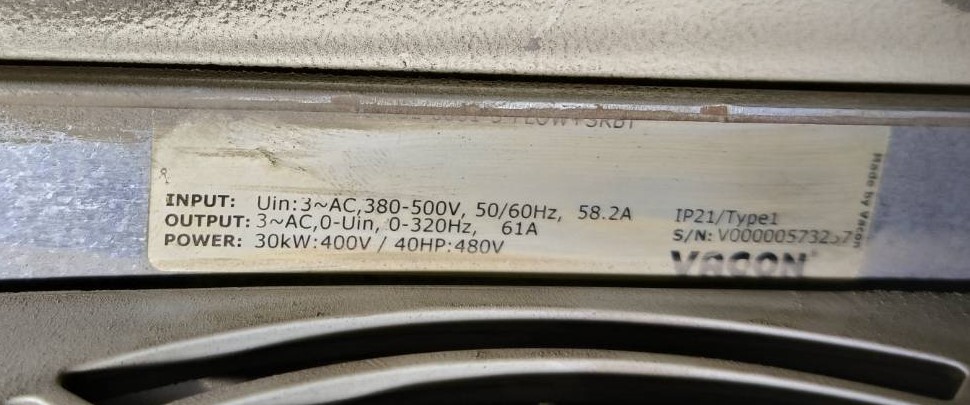 INPUT: Uin:3~AC,380-500V, 50/60Hz, 58.2A
OUTPUT: 3~AC,0-Uin, 0-320Hz, 61A
POWER: 30kW:400V / 40HP:480V
IP21/Type1
S/N:
VACON®
Made by Vacon